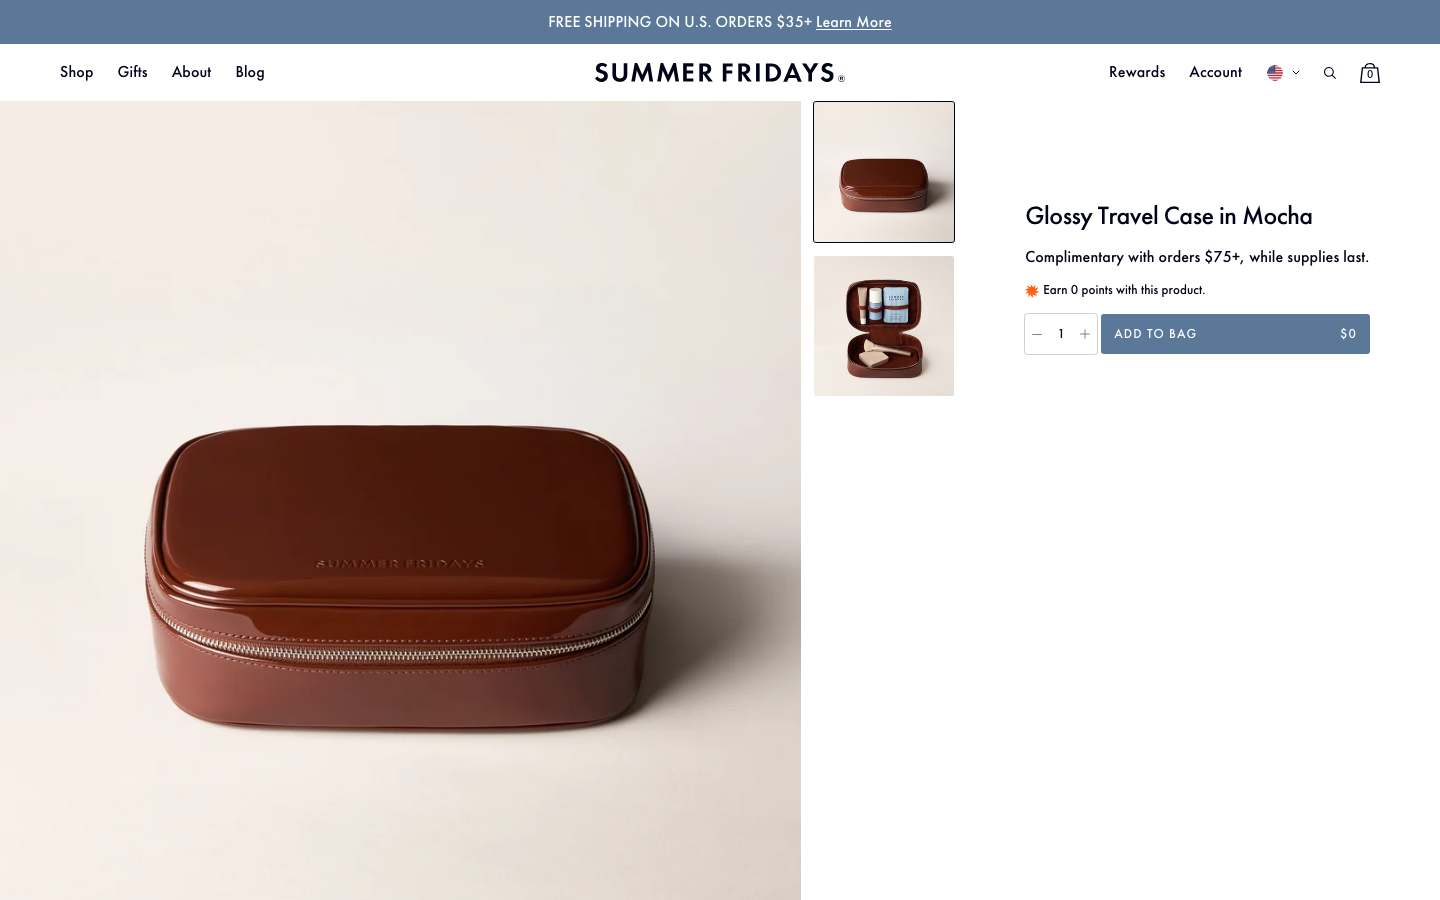 FREE SHIPPING ON U.S. ORDERS $35+ Learn More
Shop Gifts About Blog
SUMMER FRIDAYS®
Rewards Account
0
Glossy Travel Case in Mocha
Complimentary with orders $75+, while supplies last.
Earn 0 points with this product.
1
ADD TO BAG $0
SUMMER FRIDAYS